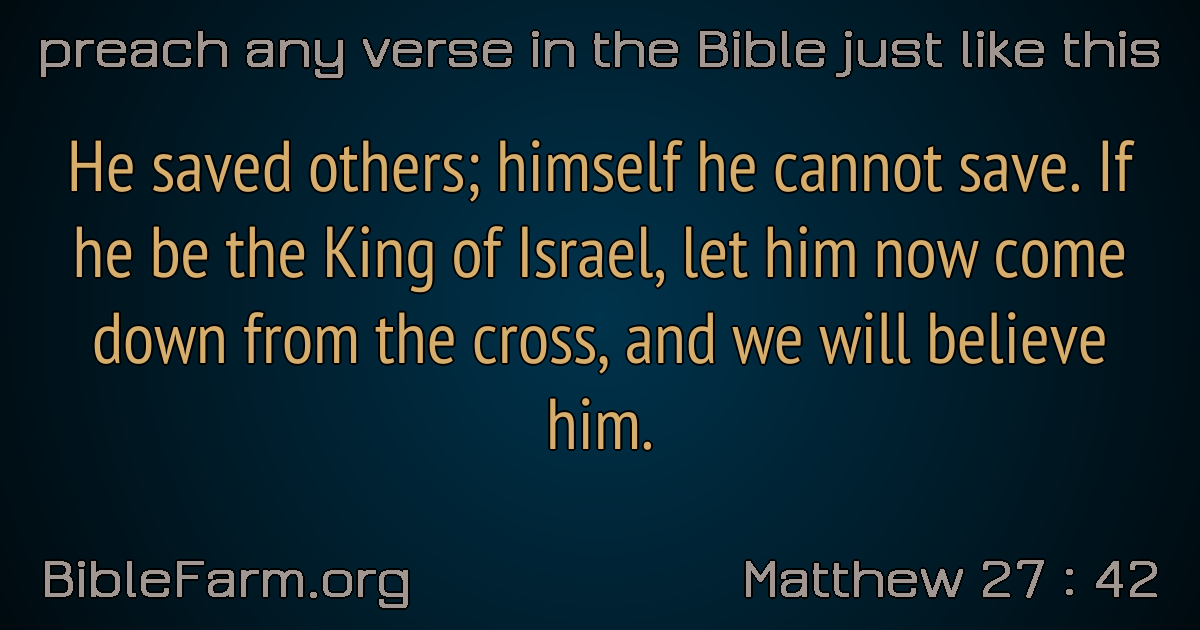 preach any verse in the Bible just like this
He saved others; himself he cannot save. If
he be the King of Israel, let him now come
down from the cross, and we will believe
him.
BibleFarm.org
Matthew 27 : 42